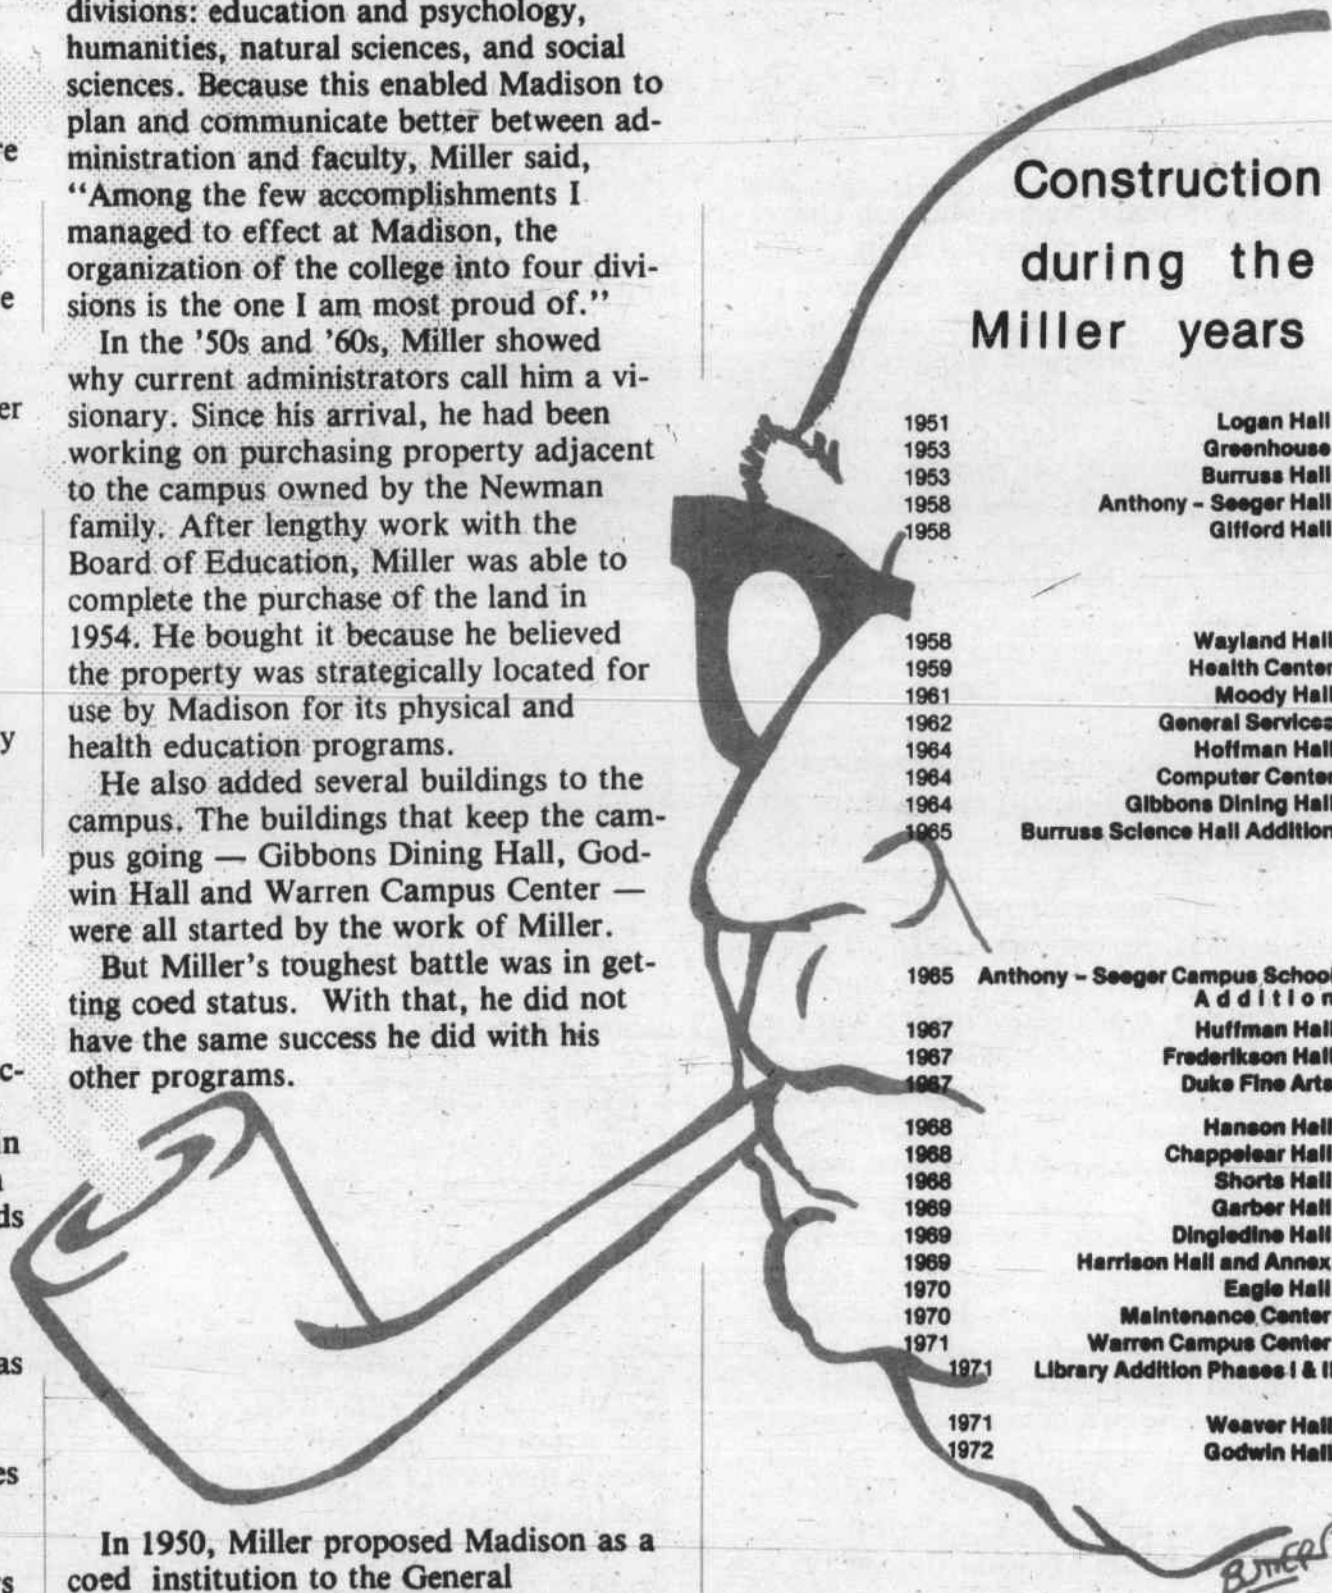 divisions: education and psychology,
humanities, natural sciences, and social
sciences. Because this enabled Madison to
plan and communicate better between ad-
ministration and faculty, Miller said,
“Among the few accomplishments I
managed to effect at Madison, the
organization of the college into four divi-
sions is the one I am most proud of.”
In the ’50s and ’60s, Miller showed
why current administrators call him a vi-
sionary. Since his arrival, he had been
working on purchasing property adjacent
to the campus owned by the Newman
family. After lengthy work with the
Board of Education, Miller was able to
complete the purchase of the land in
1954. He bought it because he believed
the property was strategically located for
use by Madison for its physical and
health education programs.
He also added several buildings to the
campus. The buildings that keep the cam-
pus going — Gibbons Dining Hall, God-
win Hall and Warren Campus Center —
were all started by the work of Miller.
But Miller’s toughest battle was in get-
ting coed status. With that, he did not
have the same success he did with his
other programs.
In 1950, Miller proposed Madison as a
coed institution to the General
Construction
during the
Miller years
1951 Logan Hall
1953 Greenhouse
1953 Burruss Hall
1958 Anthony - Seeger Hall
1958 Gifford Hall
1958 Wayland Hall
1959 Health Center
1961 Moody Hall
1962 General Services
1964 Hoffman Hall
1964 Computer Center
1964 Gibbons Dining Hall
1965 Burruss Science Hall Addition
1965 Anthony - Seeger Campus School
Addition
1967 Huffman Hall
1967 Frederikson Hall
1967 Duke Fine Arts
1968 Hanson Hall
1968 Chappelear Hall
1968 Shorts Hall
1969 Garber Hall
1969 Dingledine Hall
1969 Harrison Hall and Annex
1970 Eagle Hall
1970 Maintenance Center
1971 Warren Campus Center
1971 Library Addition Phases I & II
1971 Weaver Hall
1972 Godwin Hall